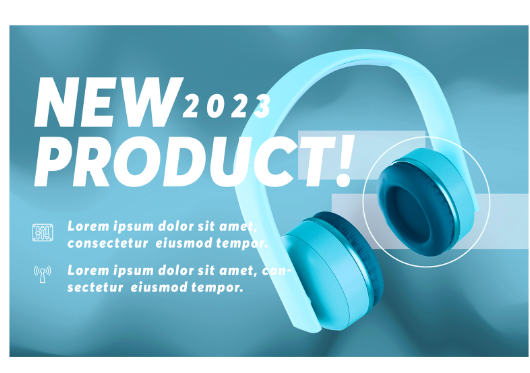 NEW 2023
PRODUCT!
Lorem ipsum dolor sit amet,
consectetur eiusmod tempor.
Lorem ipsum dolor sit amet, con-
sectetur eiusmod tempor.